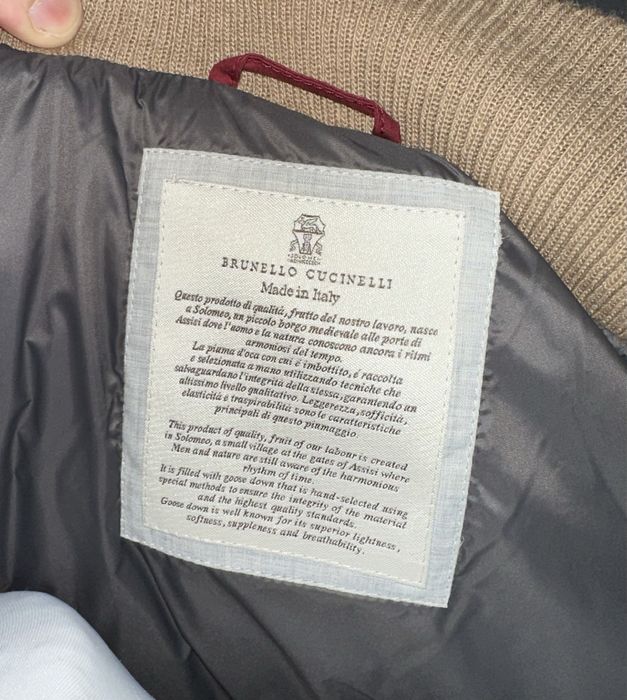 BRUNELLO CUCINELLI
Made in Italy
Questo prodotto di qualità, frutto del nostro lavoro, nasce
a Solomeo, un piccolo borgo medievale alle porte di
Assisi dove l'uomo e la natura conoscono ancora i ritmi
armoniosi del tempo.
La piuma d'oca con cui è imbottito, é raccolta
e selezionata a mano utilizzando tecniche che
salvaguardano l'integrità della stessa, garantendo un
altissimo livello qualitativo. Leggerezza, sofficità,
elasticità e traspirabilità sono le caratteristiche
principali di questo piumaggio.
This product of quality, fruit of our labour is created
in Solomeo, a small village at the gates of Assisi where
Men and nature are still aware of the harmonious
rhythm of time.
It is filled with goose down that is hand-selected using
special methods to ensure the integrity of the material
and the highest quality standards.
Goose down is well known for its superior lightness,
softness, suppleness and breathability.